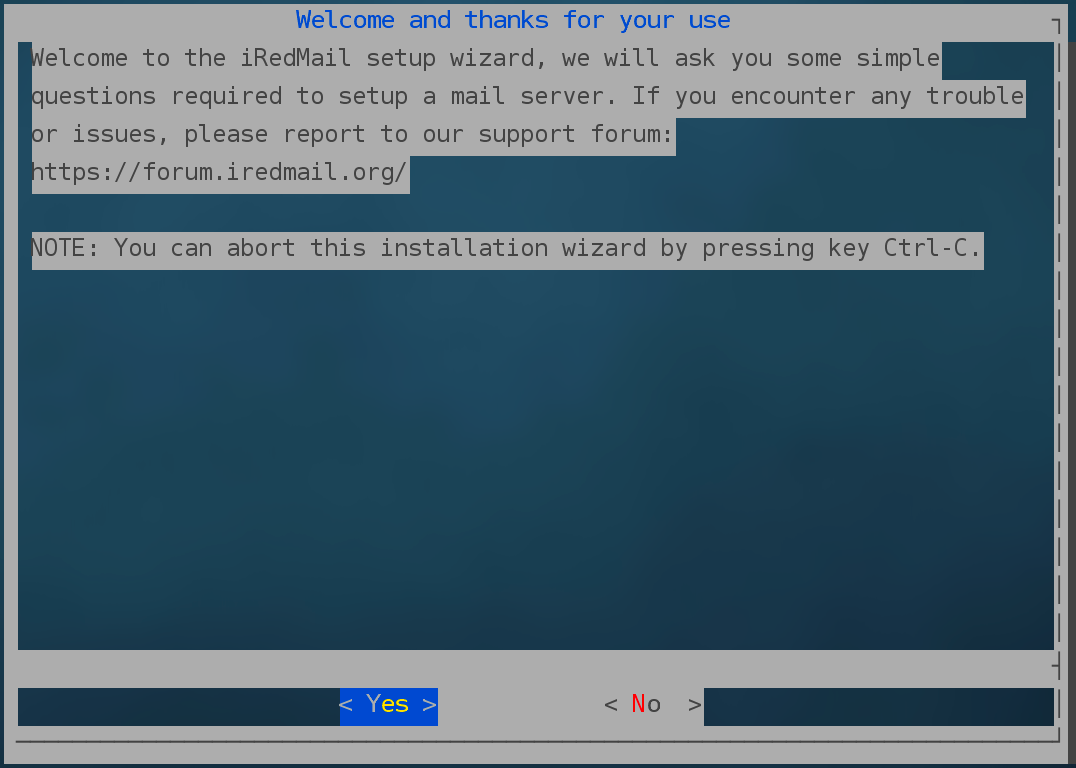 Welcome and thanks for your use
Welcome to the iRedMail setup wizard, we will ask you some simple
questions required to setup a mail server. If you encounter any trouble
or issues, please report to our support forum:
https://forum.iredmail.org/
NOTE: You can abort this installation wizard by pressing key Ctrl-C.
< Yes > < No >